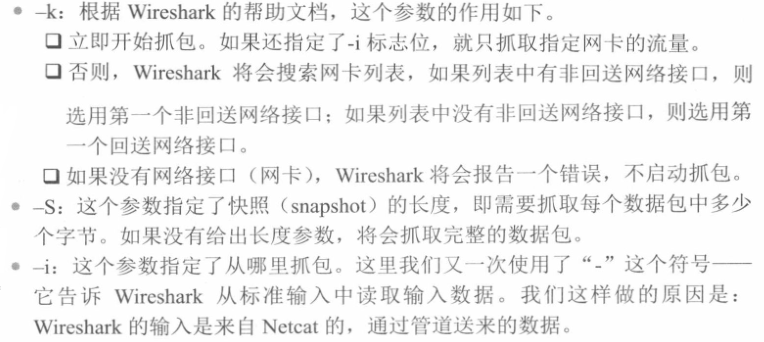 ● –k：根据 Wireshark 的帮助文档，这个参数的作用如下。
❑ 立即开始抓包。如果还指定了-i 标志位，就只抓取指定网卡的流量。
❑ 否则，Wireshark 将会搜索网卡列表，如果列表中有非回送网络接口，则
选用第一个非回送网络接口；如果列表中没有非回送网络接口，则选用第
一个回送网络接口。
❑ 如果没有网络接口（网卡），Wireshark 将会报告一个错误，不启动抓包。
● –S：这个参数指定了快照（snapshot）的长度，即需要抓取每个数据包中多少
个字节。如果没有给出长度参数，将会抓取完整的数据包。
● –i：这个参数指定了从哪里抓包。这里我们又一次使用了“-”这个符号——
它告诉 Wireshark 从标准输入中读取输入数据。我们这样做的原因是：
Wireshark 的输入是来自 Netcat 的，通过管道送来的数据。